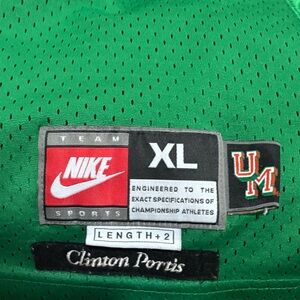 TEAM
NIKE
SPORTS
XL
ENGINEERED TO THE
EXACT SPECIFICATIONS OF
CHAMPIONSHIP ATHLETES
UM
LENGTH+2
Clinton Portis